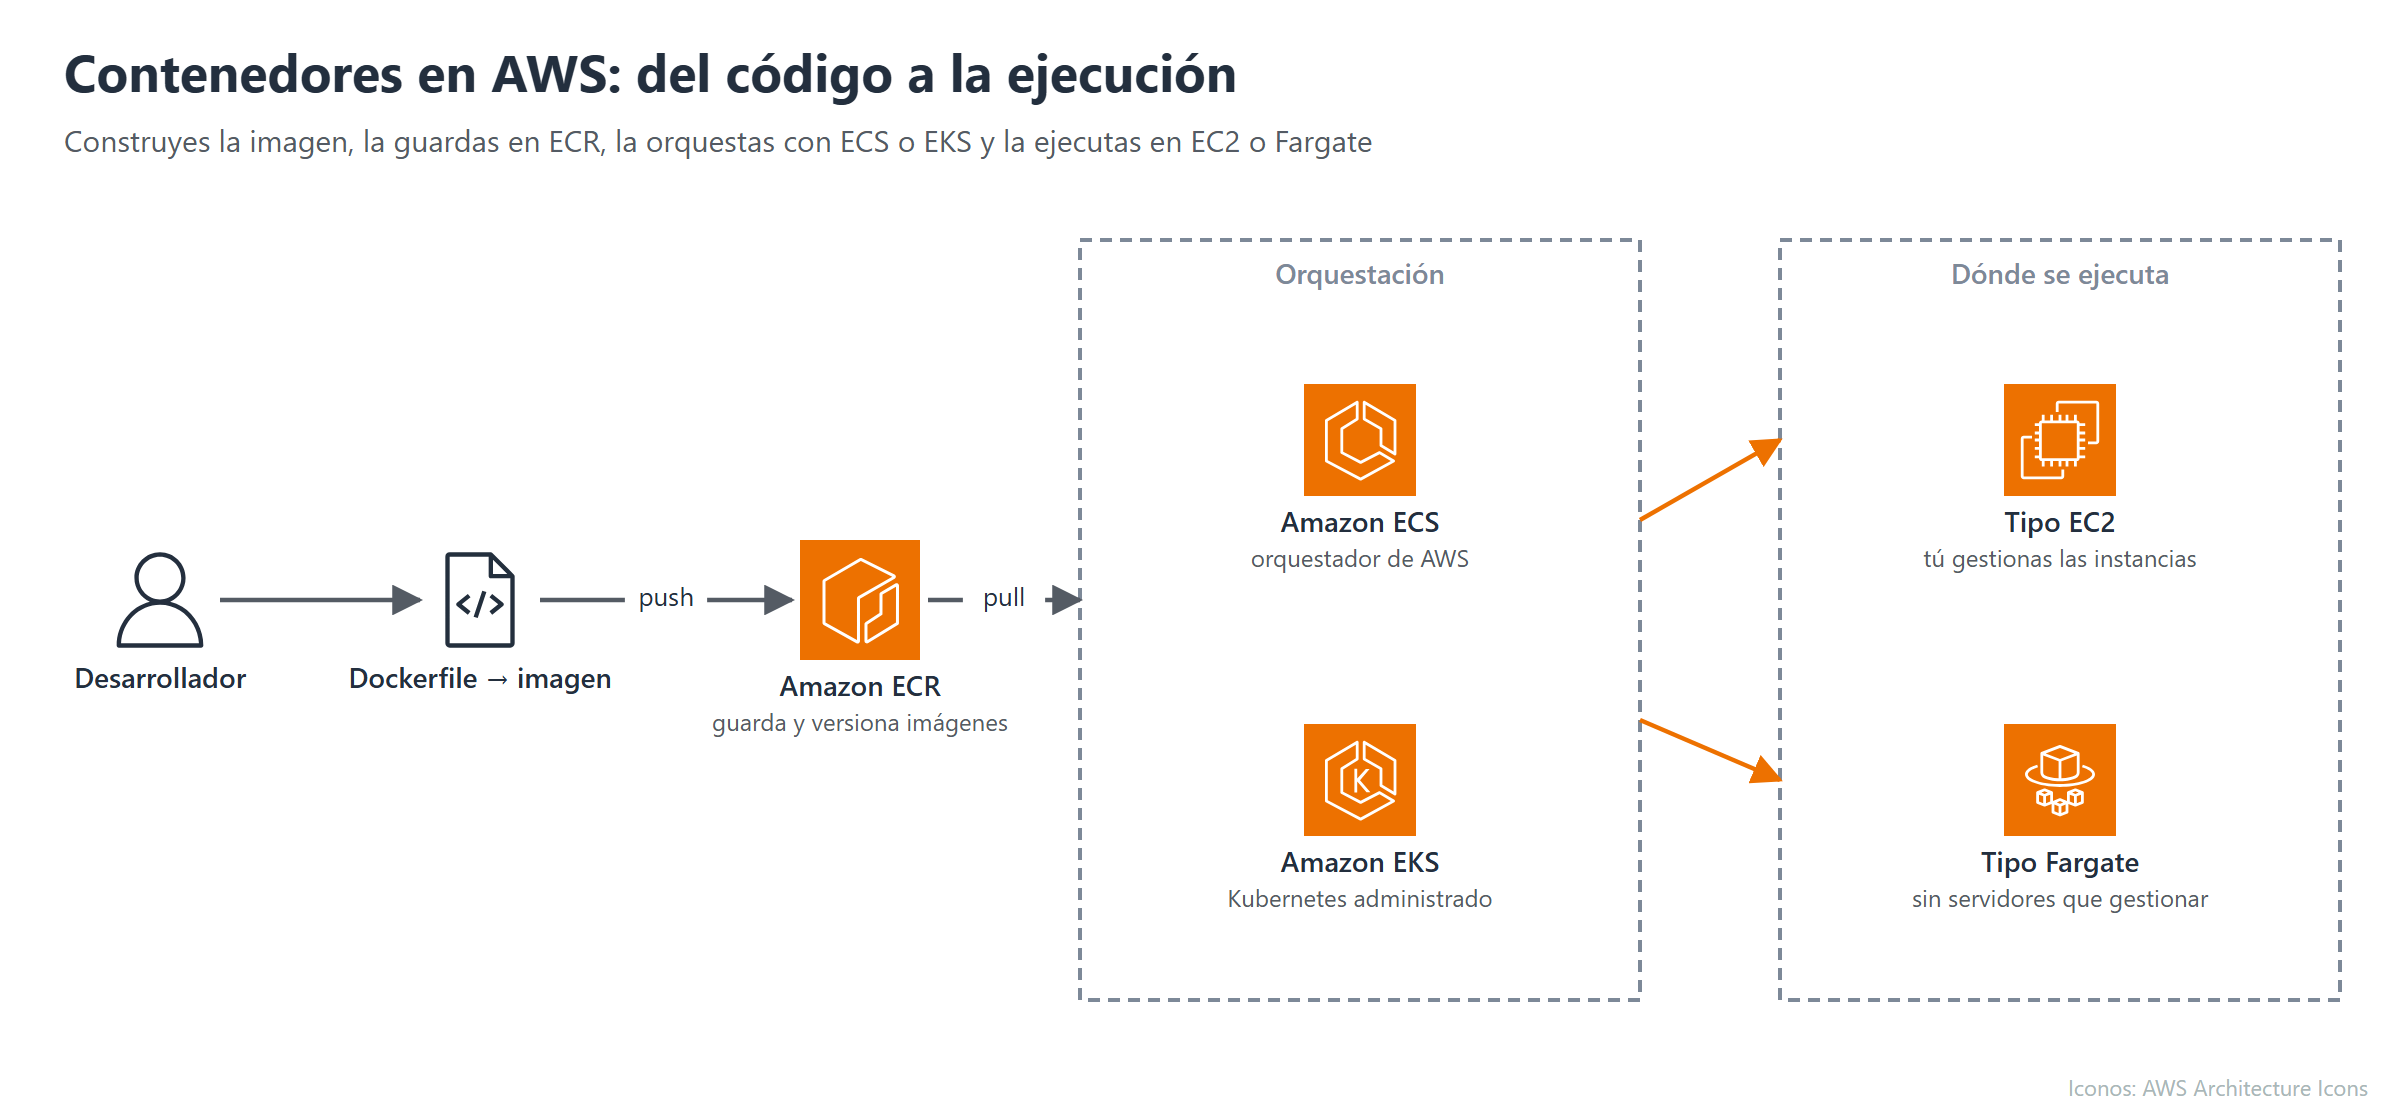 Contenedores en AWS: del código a la ejecución
Construyes la imagen, la guardas en ECR, la orquestas con ECS o EKS y la ejecutas en EC2 o Fargate
Desarrollador
Dockerfile → imagen
push
Amazon ECR
guarda y versiona imágenes
pull
Orquestación
Amazon ECS
orquestador de AWS
K
Amazon EKS
Kubernetes administrado
Dónde se ejecuta
Tipo EC2
tú gestionas las instancias
Tipo Fargate
sin servidores que gestionar
Iconos: AWS Architecture Icons